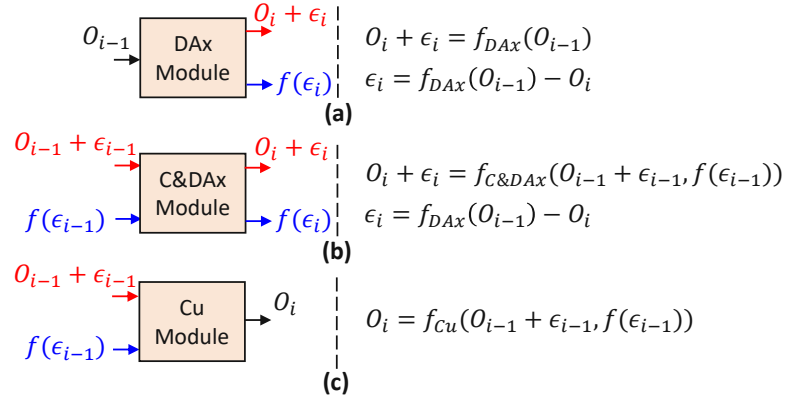 O_{i−1} DAx Module O_i + ϵ_i f(ϵ_i)
O_i + ϵ_i = f_{DAx}(O_{i−1})
ϵ_i = f_{DAx}(O_{i−1}) − O_i
(a)
O_{i−1} + ϵ_{i−1} f(ϵ_{i−1}) C&DAx Module O_i + ϵ_i f(ϵ_i)
O_i + ϵ_i = f_{C&DAx}(O_{i−1} + ϵ_{i−1}, f(ϵ_{i−1}))
ϵ_i = f_{DAx}(O_{i−1}) − O_i
(b)
O_{i−1} + ϵ_{i−1} f(ϵ_{i−1}) Cu Module O_i
O_i = f_{Cu}(O_{i−1} + ϵ_{i−1}, f(ϵ_{i−1}))
(c)